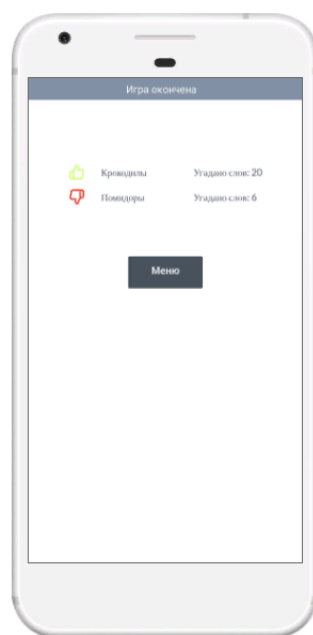 Игра окончена
Крокодилы Угадано слов: 20
Помидоры Угадано слов: 6
Меню